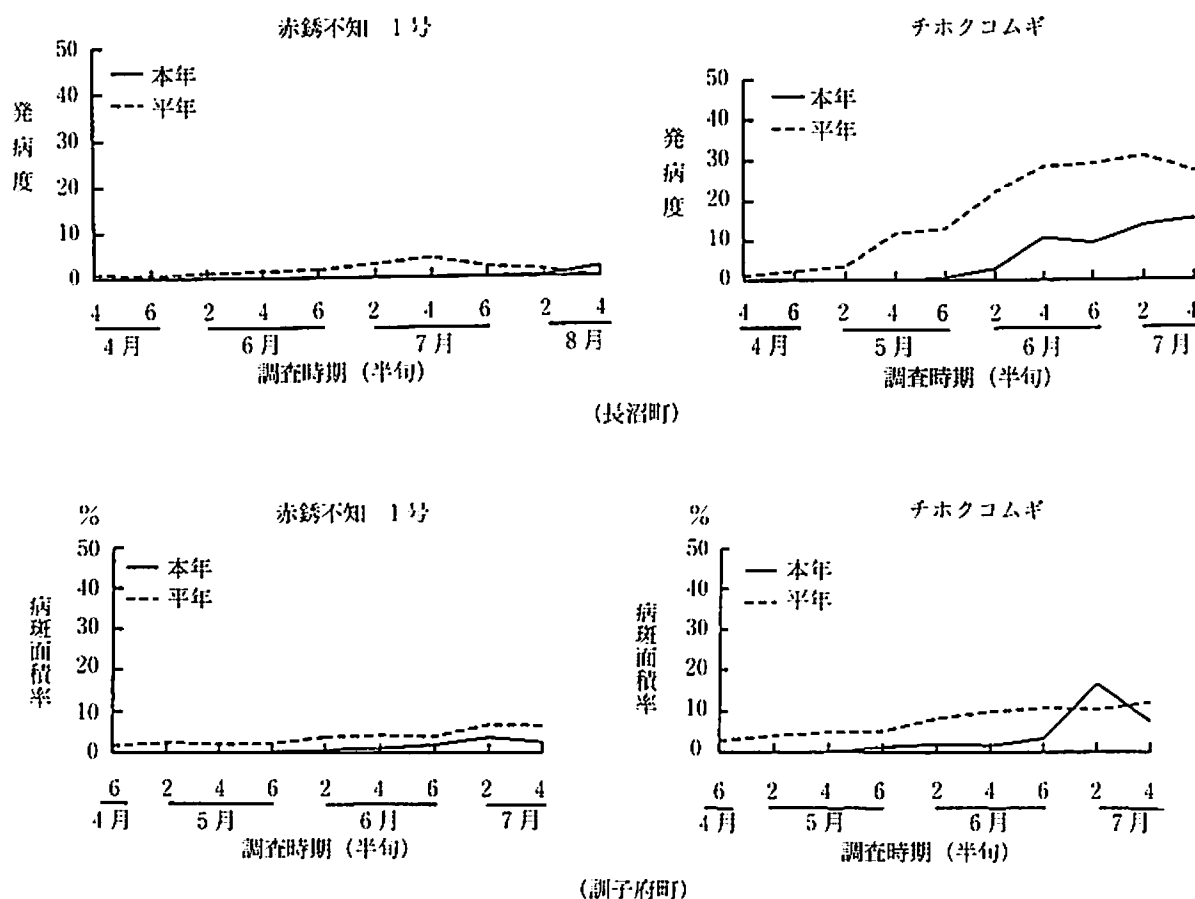 赤銹不知 1号
50
40
30
20
10
0
発病度
本年
平年
4 6 2 4 6 2 4 6 2 4
4月 6月 7月 8月
調査時期 (半旬)
チホクコムギ
50
40
30
20
10
0
発病度
本年
平年
4 6 2 4 6 2 4 6 2 4
4月 5月 6月 7月
調査時期 (半旬)
(長沼町)
赤銹不知 1号
%
50
40
30
20
10
0
病斑面積率
本年
平年
6 2 4 6 2 4 6 2 4
4月 5月 6月 7月
調査時期 (半旬)
チホクコムギ
%
50
40
30
20
10
0
病斑面積率
本年
平年
6 2 4 6 2 4 6 2 4
4月 5月 6月 7月
調査時期 (半旬)
(訓子府町)